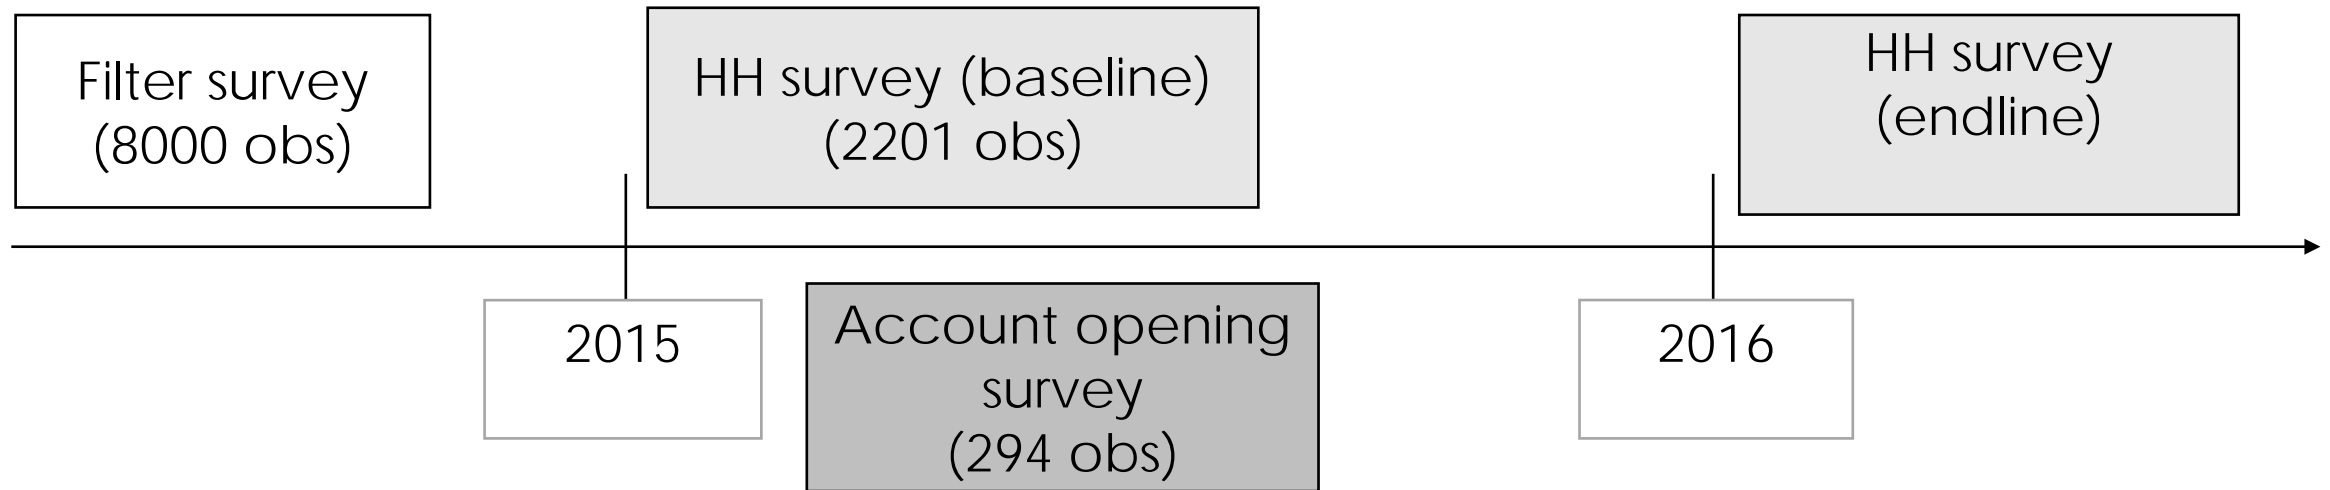 Filter survey
(8000 obs)
HH survey (baseline)
(2201 obs)
HH survey
(endline)
2015
Account opening
survey
(294 obs)
2016